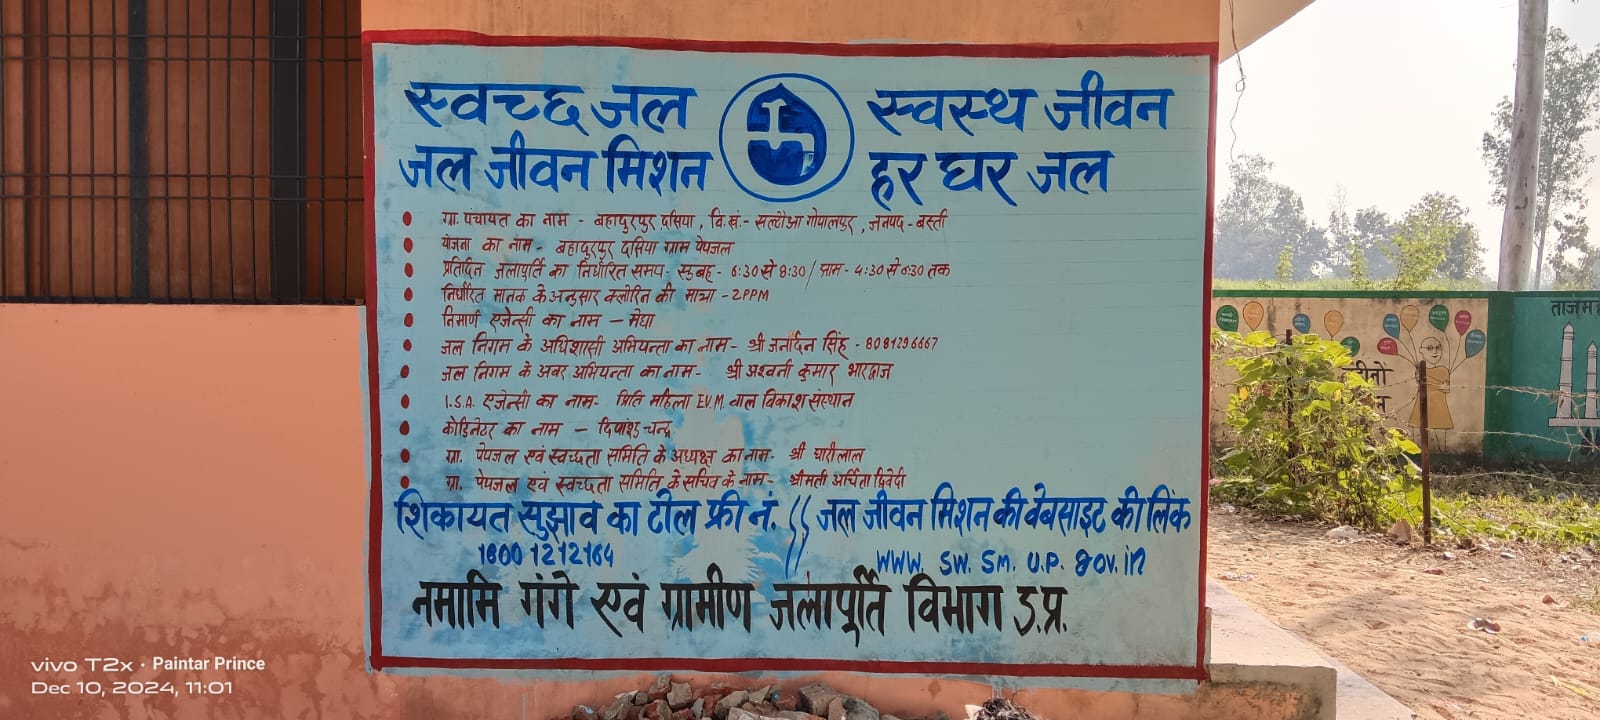 स्वच्छ जल स्वस्थ जीवन
जल जीवन मिशन हर घर जल
ग्रा. पंचायत का नाम - बहादुरपुर दसिया, वि.ख.- सल्टौआ गोपालपुर, जनपद - बस्ती
योजना का नाम - बहादुरपुर दसिया ग्राम पेयजल
प्रतिदिन जलापूर्ति का निर्धारित समय - सुबह - 6:30 से 8:30 / शाम - 4:30 से 6:30 तक
निर्धारित मानक के अनुसार क्लोरिन की मात्रा - 2PPM
निमार्ण एजेन्सी का नाम - मेघा
जल निगम के अधिशासी अभियन्ता का नाम - श्री जर्नादन सिंह - 8081296667
जल निगम के अवर अभियन्ता का नाम - श्री अश्वनी कुमार भारद्वाज
I.S.A. एजेन्सी का नाम - महिला EV.M. बाल विकाश संस्थान
कोर्डिनेटर का नाम - दिपांशु चन्द्र
ग्रा. पेयजल एवं स्वच्छता समिति के अध्यक्ष का नाम - श्री
ग्रा. पेयजल एवं स्वच्छता समिति के सचिव के नाम - श्रीमती अर्चिता द्विवेदी
शिकायत सुझाव का टोल फ्री नं. // जल जीवन मिशन की वेबसाइट की लिंक
1800 1212164 WWW. SW. SM. U.P. gov.in
नमामि गंगे एवं ग्रामीण जलापूर्ति विभाग उ.प्र.
ताजम
vivo T2x · Paintar Prince
Dec 10, 2024, 11:01